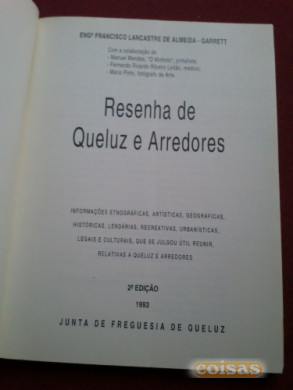 ENGº FRANCISCO LANCASTRE DE ALMEIDA - GARRETT
Com a colaboração de
- Manuel Mendes, "O Minhoto", jornalista;
- Fernando Ricardo Ribeiro Leitão, médico;
- Mário Pinto, fotógrafo de Arte.
Resenha de
Queluz e Arredores
INFORMAÇÕES ETNOGRÁFICAS, ARTÍSTICAS, GEOGRÁFICAS,
HISTÓRICAS, LENDÁRIAS, RECREATIVAS, URBANÍSTICAS,
LEGAIS E CULTURAIS, QUE SE JULGOU ÚTIL REUNIR,
RELATIVAS A QUELUZ E ARREDORES
2ª EDIÇÃO
1993
JUNTA DE FREGUESIA DE QUELUZ
coisas